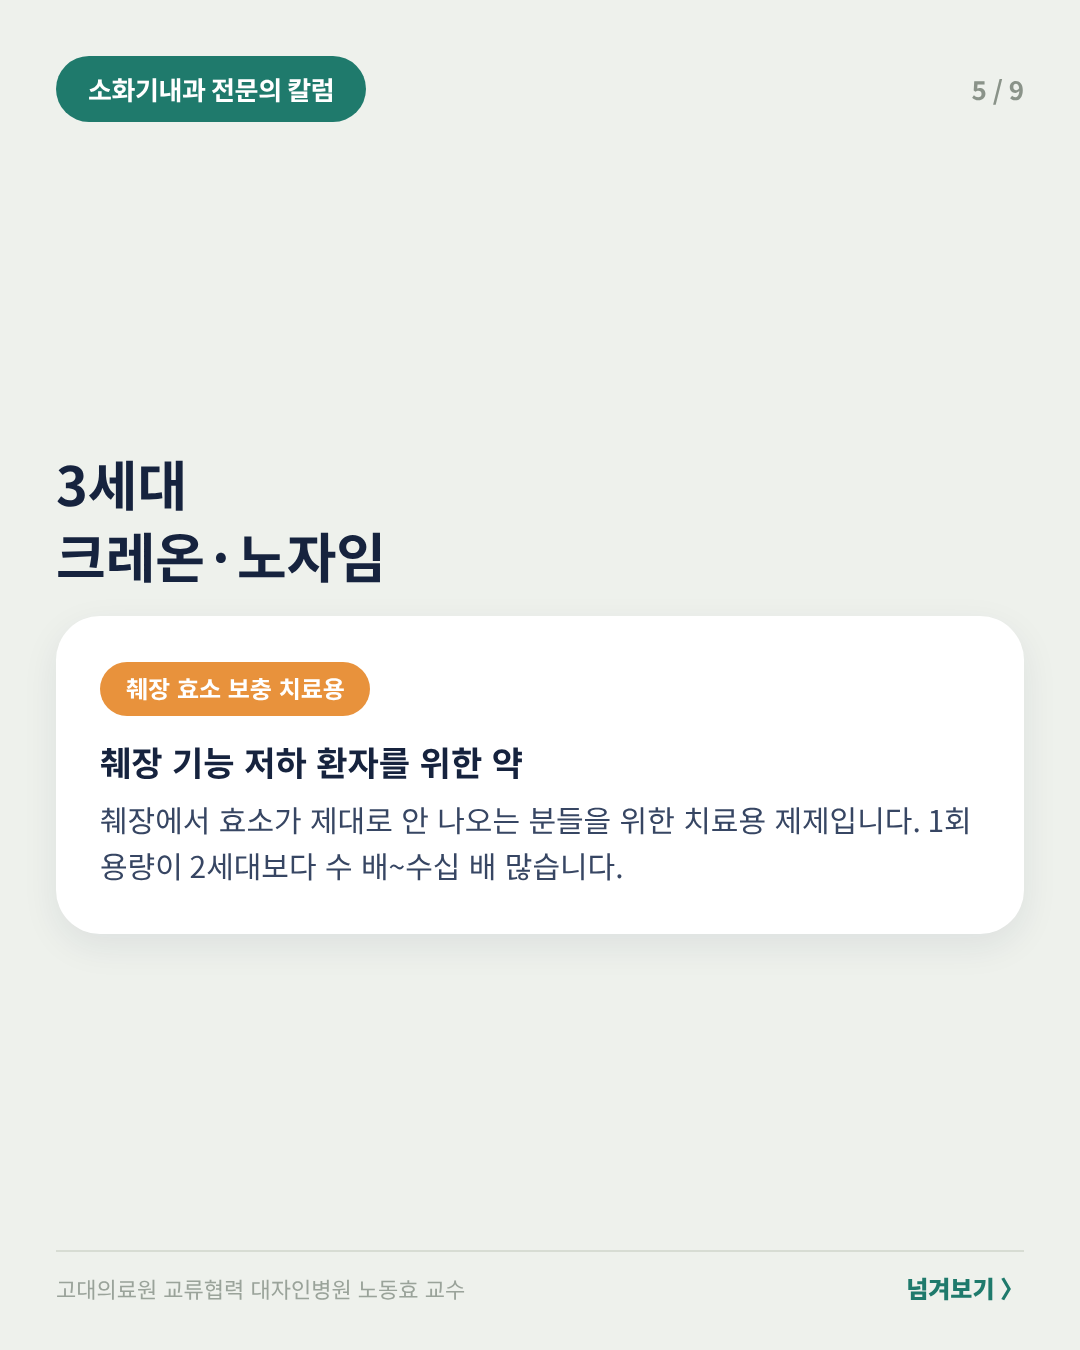 소화기내과 전문의 칼럼
5 / 9
3세대
크레온·노자임
췌장 효소 보충 치료용
췌장 기능 저하 환자를 위한 약
췌장에서 효소가 제대로 안 나오는 분들을 위한 치료용 제제입니다. 1회
용량이 2세대보다 수 배~수십 배 많습니다.
고대의료원 교류협력 대자인병원 노동효 교수
넘겨보기 〉